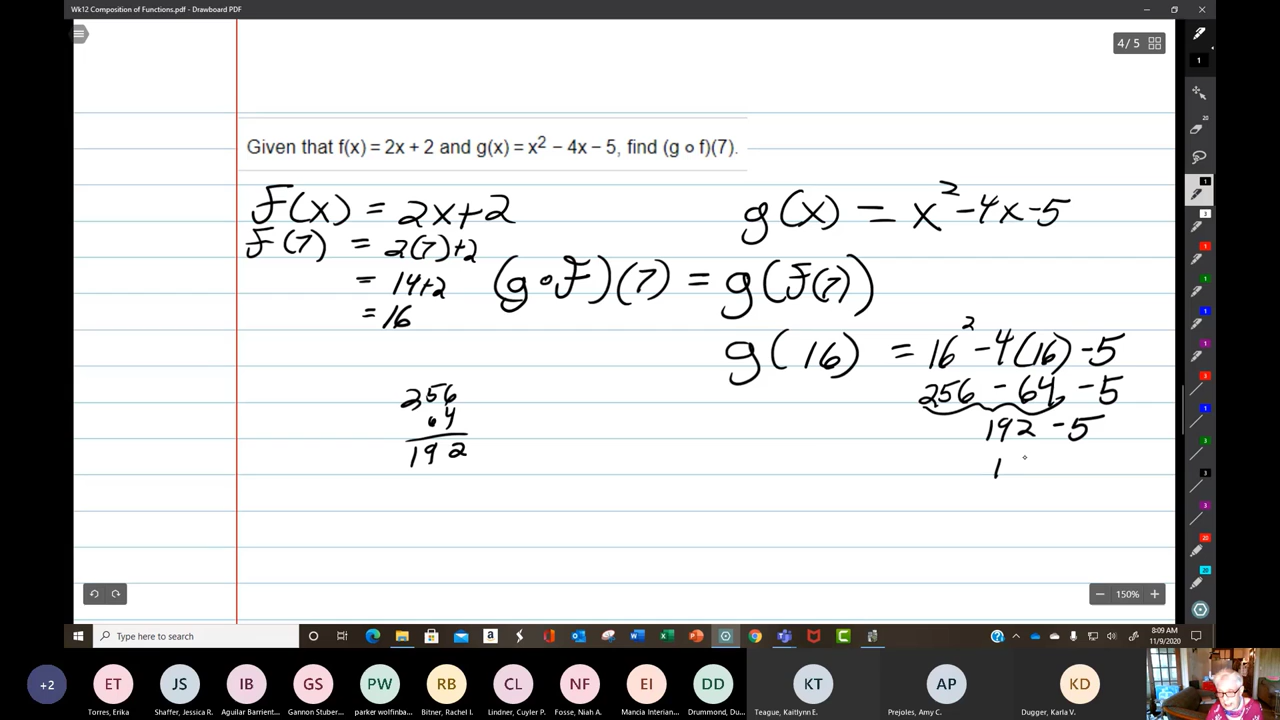 Wk12 Composition of Functions.pdf - Drawboard PDF
4 / 5
Given that f(x) = 2x + 2 and g(x) = x² − 4x − 5, find (g ∘ f)(7).
F(x) = 2x+2
g(x) = x² -4x -5
F(7) = 2(7)+2
= 14+2
(g∘F)(7) = g(F(7))
= 16
g(16) = 16² -4(16) -5
256 - 64 - 5
256
64
192
192 -5
1
150%
Type here to search
8:09 AM
11/9/2020
+2
ET
JS
IB
GS
PW
RB
CL
NF
EI
DD
KT
AP
KD
Torres, Erika
Shaffer, Jessica R.
Aguilar Barrient...
Gannon Stuber...
parker wolfinba...
Bitner, Rachel I.
Lindner, Cuyler P.
Fosse, Niah A.
Mancia Interian...
Drummond, Du...
Teague, Kaitlynn E.
Prejoles, Amy C.
Dugger, Karla V.